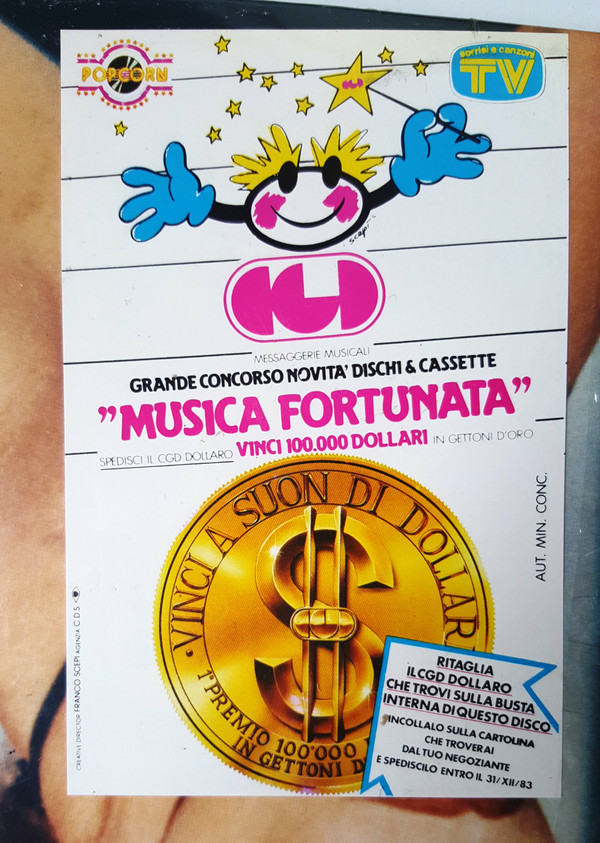 POPCORN
sorrisi e canzoni
TV
scepi
CGD
MESSAGGERIE MUSICALI
GRANDE CONCORSO NOVITA' DISCHI & CASSETTE
"MUSICA FORTUNATA"
SPEDISCI IL CGD DOLLARO VINCI 100.000 DOLLARI IN GETTONI D'ORO
AUT. MIN. CONC.
• VINCI A SUON DI DOLLARI
1° PREMIO 100'000
IN GETTONI D
RITAGLIA
IL CGD DOLLARO
CHE TROVI SULLA BUSTA
INTERNA DI QUESTO DISCO
INCOLLALO SULLA CARTOLINA
CHE TROVERAI
DAL TUO NEGOZIANTE
E SPEDISCILO ENTRO IL 31/XII/83
CREATIVE DIRECTOR FRANCO SCEPI AGENZIA C.D.S.